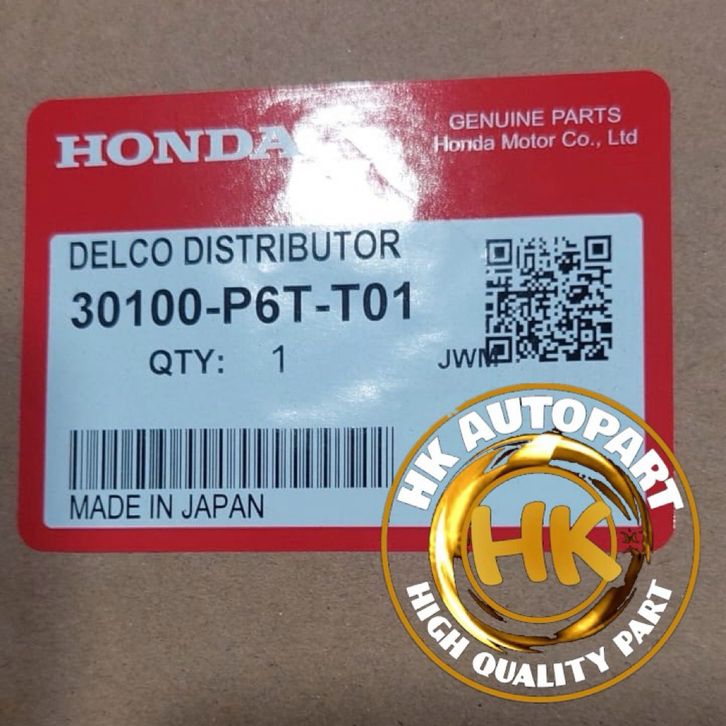 HONDA
GENUINE PARTS
Honda Motor Co., Ltd
DELCO DISTRIBUTOR
30100-P6T-T01
QTY: 1
JWM
MADE IN JAPAN
HK AUTOPART
HK
HIGH QUALITY PART